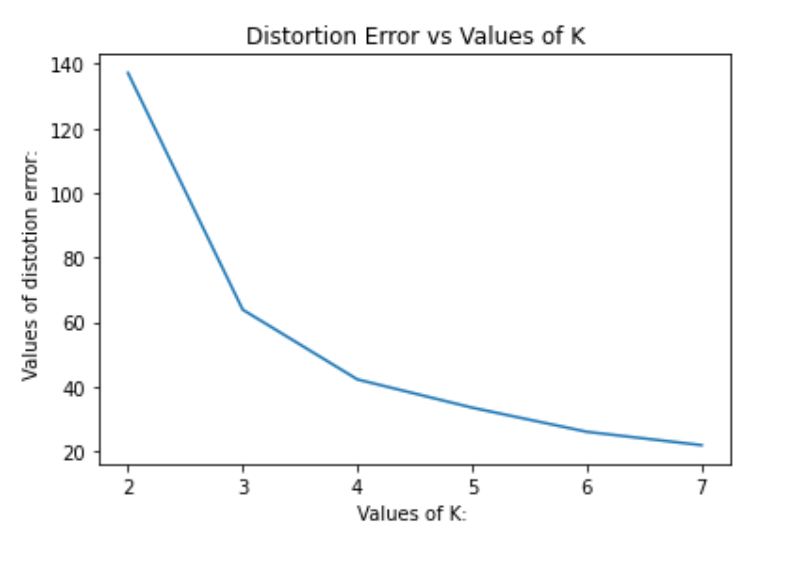 Distortion Error vs Values of K
Values of distotion error:
140
120
100
80
60
40
20
2 3 4 5 6 7
Values of K: